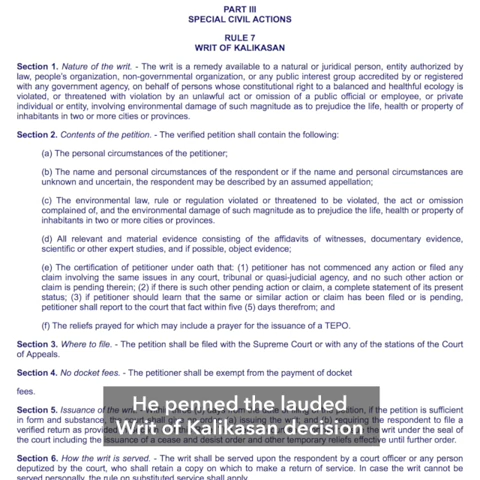 PART III
SPECIAL CIVIL ACTIONS
RULE 7
WRIT OF KALIKASAN
Section 1. Nature of the writ. - The writ is a remedy available to a natural or juridical person, entity authorized by
law, people's organization, non-governmental organization, or any public interest group accredited by or registered
with any government agency, on behalf of persons whose constitutional right to a balanced and healthful ecology is
violated, or threatened with violation by an unlawful act or omission of a public official or employee, or private
individual or entity, involving environmental damage of such magnitude as to prejudice the life, health or property of
inhabitants in two or more cities or provinces.
Section 2. Contents of the petition. - The verified petition shall contain the following:
(a) The personal circumstances of the petitioner;
(b) The name and personal circumstances of the respondent or if the name and personal circumstances are
unknown and uncertain, the respondent may be described by an assumed appellation;
(c) The environmental law, rule or regulation violated or threatened to be violated, the act or omission
complained of, and the environmental damage of such magnitude as to prejudice the life, health or property of
inhabitants in two or more cities or provinces.
(d) All relevant and material evidence consisting of the affidavits of witnesses, documentary evidence,
scientific or other expert studies, and if possible, object evidence;
(e) The certification of petitioner under oath that: (1) petitioner has not commenced any action or filed any
claim involving the same issues in any court, tribunal or quasi-judicial agency, and no such other action or
claim is pending therein; (2) if there is such other pending action or claim, a complete statement of its present
status; (3) if petitioner should learn that the same or similar action or claim has been filed or is pending,
petitioner shall report to the court that fact within five (5) days therefrom; and
(f) The reliefs prayed for which may include a prayer for the issuance of a TEPO.
Section 3. Where to file. - The petition shall be filed with the Supreme Court or with any of the stations of the Court
of Appeals.
Section 4. No docket fees. - The petitioner shall be exempt from the payment of docket
fees.
He penned the lauded
Writ of Kalikasan decision
Section 5. Issuance of the writ. petition, if the petition is sufficient
in form and substance, requiring the respondent to file a
verified return as provided the writ under the seal of
the court including the issuance of a cease and desist order and other temporary reliefs effective until further order.
Section 6. How the writ is served. - The writ shall be served upon the respondent by a court officer or any person
deputized by the court, who shall retain a copy on which to make a return of service. In case the writ cannot be
served personally, the rule on substituted service shall apply.